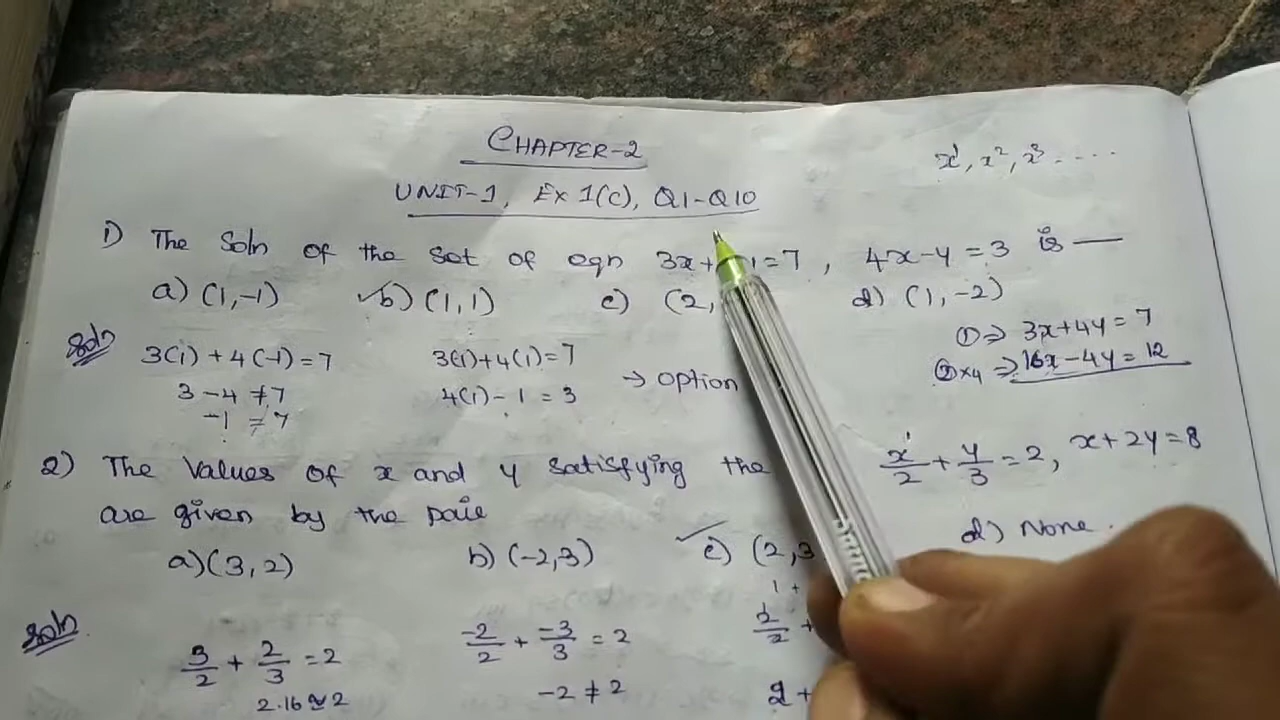 CHAPTER-2
x¹, x², x³ ....
UNIT-1, Ex 1(C), Q1-Q10
1) The Soln of the Set of eqn 3x+ =7, 4x-y=3 is —
a) (1,-1) ✓b) (1,1) c) (2, d) (1,-2)
Soln 3(1)+4(-1)=7 3(1)+4(1)=7 ①⇒ 3x+4y=7
3-4≠7 4(1)-1=3 → option ②×4 ⇒ 16x-4y=12
-1≠7
2) The Values of x and y satisfying the x/2+y/3=2, x+2y=8
are given by the pair
a) (3,2) b) (-2,3) ✓c) (2,3 d) None.
1 +
Soln. 3/2+2/3=2 -2/2+-3/3=2 2/2 +
2.16≃2 -2≠2 2+